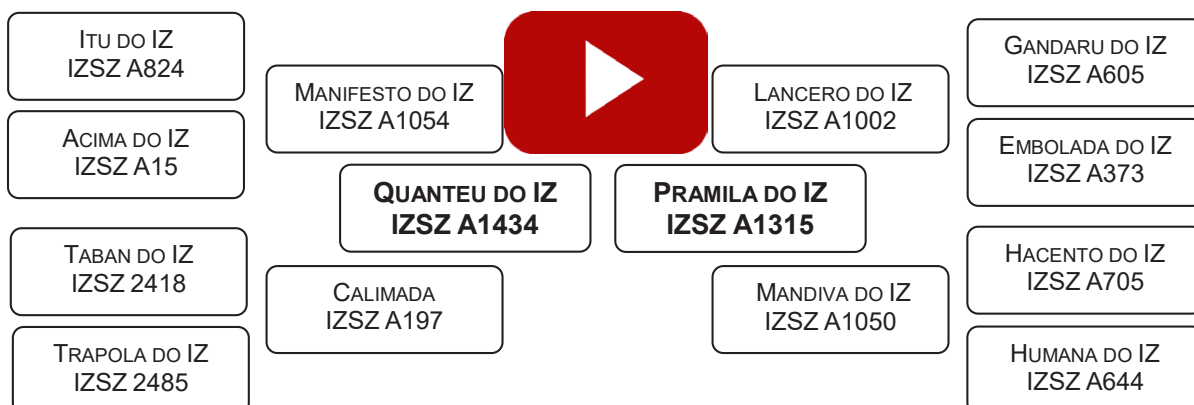 ITU DO IZ
IZSZ A824
ACIMA DO IZ
IZSZ A15
TABAN DO IZ
IZSZ 2418
TRAPOLA DO IZ
IZSZ 2485
MANIFESTO DO IZ
IZSZ A1054
CALIMADA
IZSZ A197
QUANTEU DO IZ
IZSZ A1434
PRAMILA DO IZ
IZSZ A1315
LANCERO DO IZ
IZSZ A1002
MANDIVA DO IZ
IZSZ A1050
GANDARU DO IZ
IZSZ A605
EMBOLADA DO IZ
IZSZ A373
HACENTO DO IZ
IZSZ A705
HUMANA DO IZ
IZSZ A644